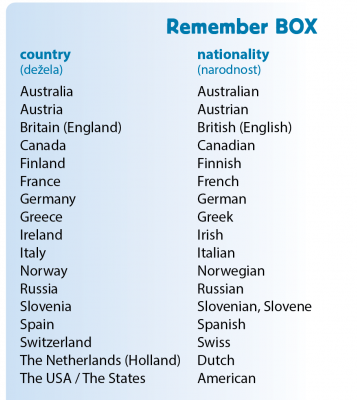 Remember BOX
country nationality
(dežela) (narodnost)
Australia Australian
Austria Austrian
Britain (England) British (English)
Canada Canadian
Finland Finnish
France French
Germany German
Greece Greek
Ireland Irish
Italy Italian
Norway Norwegian
Russia Russian
Slovenia Slovenian, Slovene
Spain Spanish
Switzerland Swiss
The Netherlands (Holland) Dutch
The USA / The States American